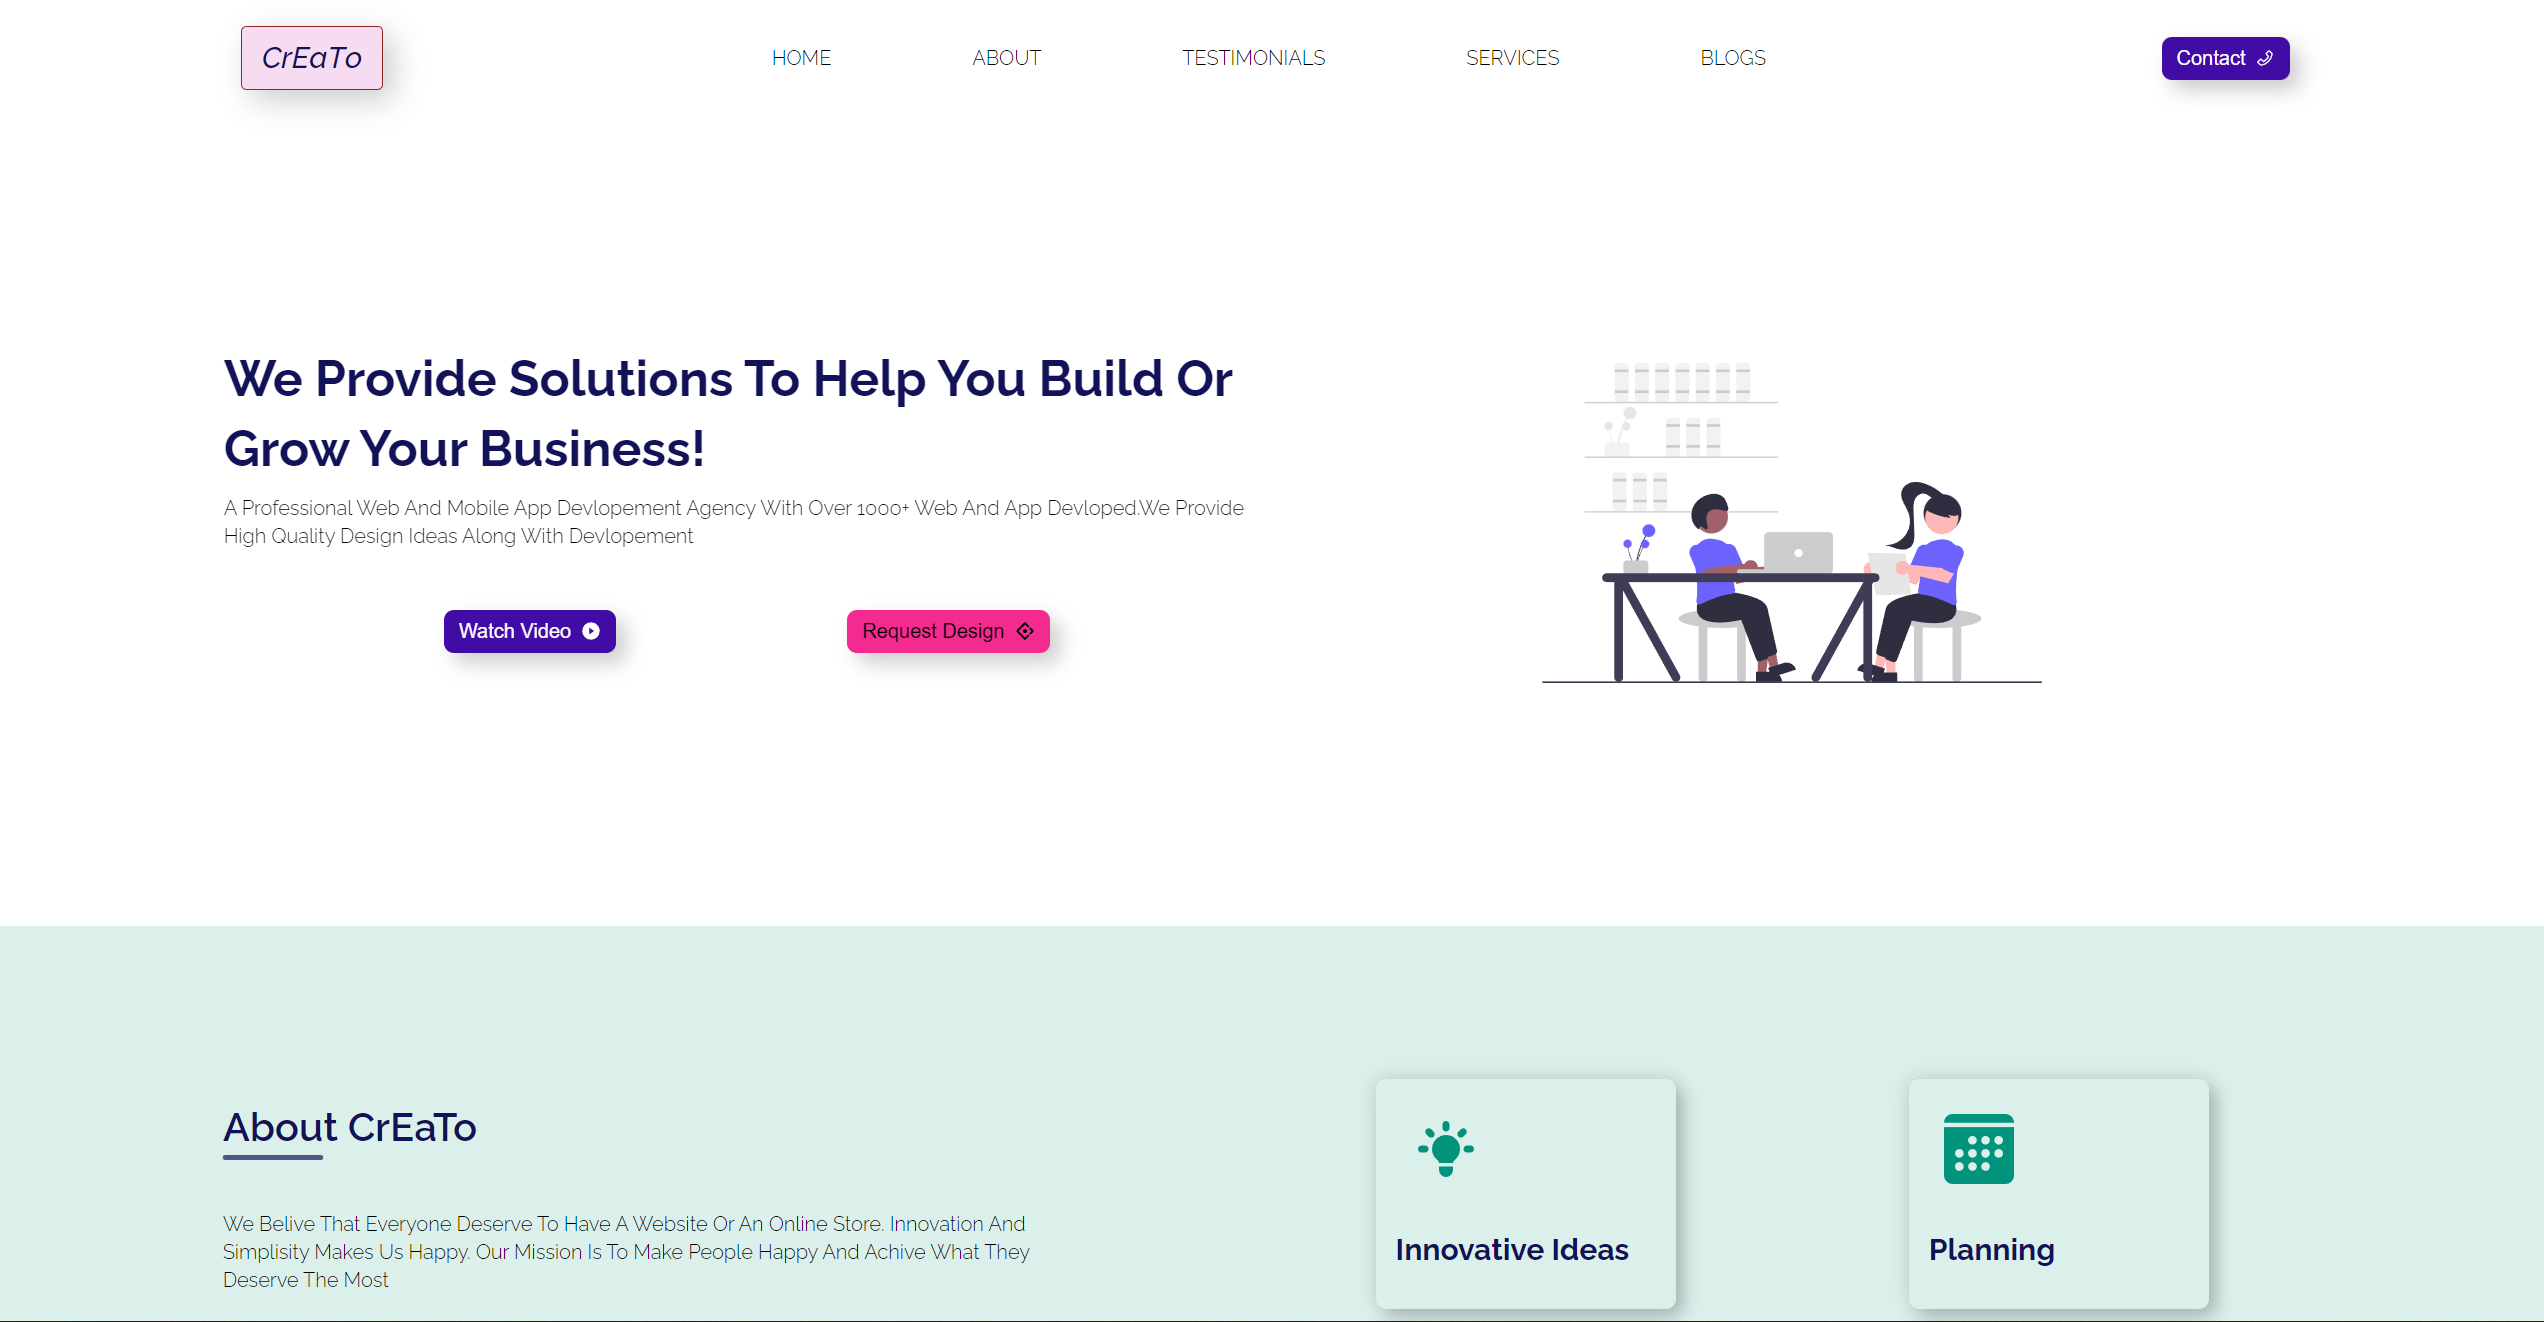 CrEaTo
HOME ABOUT TESTIMONIALS SERVICES BLOGS
Contact
We Provide Solutions To Help You Build Or
Grow Your Business!
A Professional Web And Mobile App Devlopement Agency With Over 1000+ Web And App Devloped.We Provide
High Quality Design Ideas Along With Devlopement
Watch Video
Request Design
About CrEaTo
We Belive That Everyone Deserve To Have A Website Or An Online Store. Innovation And
Simplisity Makes Us Happy. Our Mission Is To Make People Happy And Achive What They
Deserve The Most
Innovative Ideas
Planning